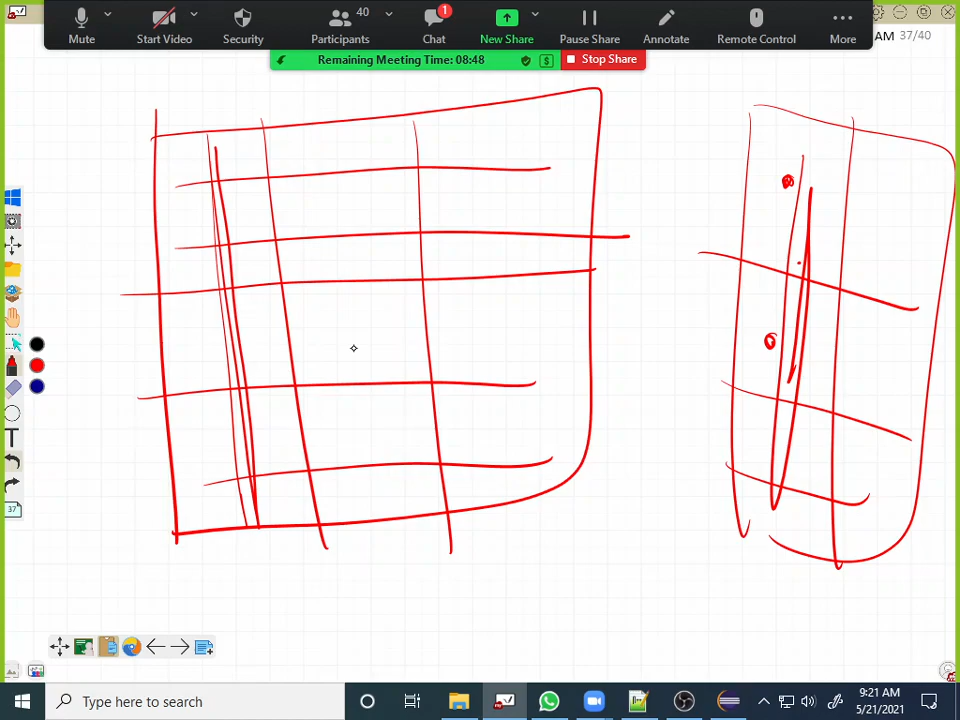 40
1
Mute
Start Video
Security
Participants
Chat
New Share
Pause Share
Annotate
Remote Control
More
AM 37/40
Remaining Meeting Time: 08:48
$
Stop Share
T
37
Type here to search
9:21 AM
5/21/2021